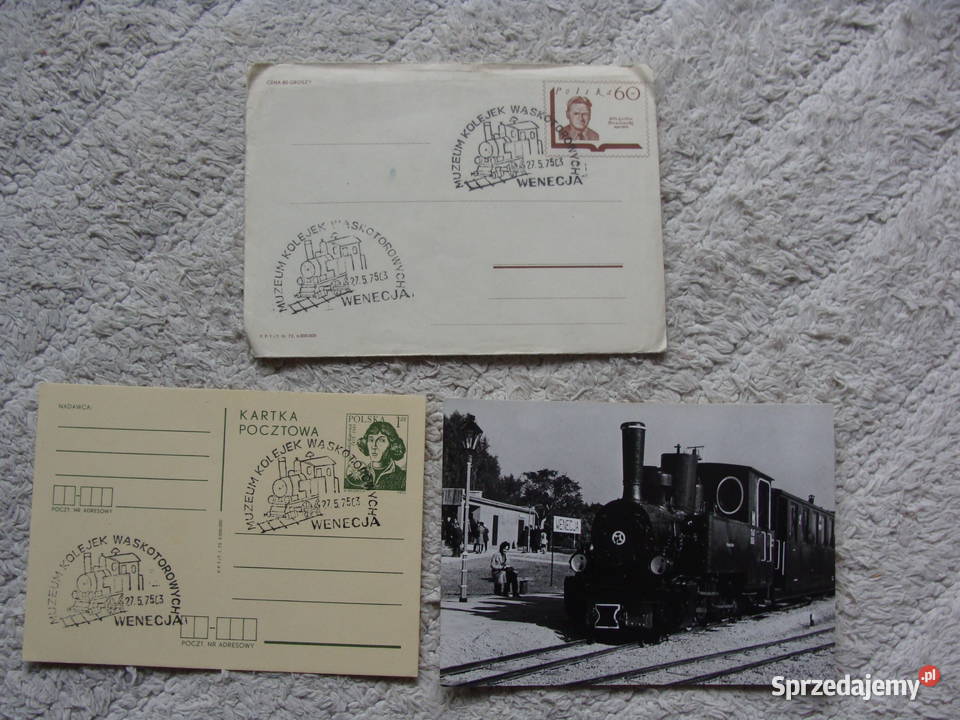 CENA 80 GROSZY
Polska 60
MUZEUM KOLEJEK WĄSKOTOROWYCH
27.5.75
WENECJA
MUZEUM KOLEJEK WĄSKOTOROWYCH
27.5.75
WENECJA
NADAWCA:
KARTKA
POCZTOWA
POLSKA 1
MUZEUM KOLEJEK WĄSKOTOROWYCH
27.5.75
WENECJA
POCZT. NR ADRESOWY
MUZEUM KOLEJEK WĄSKOTOROWYCH
27.5.75
WENECJA
POCZT. NR ADRESOWY
WENECJA
Sprzedajemy.pl